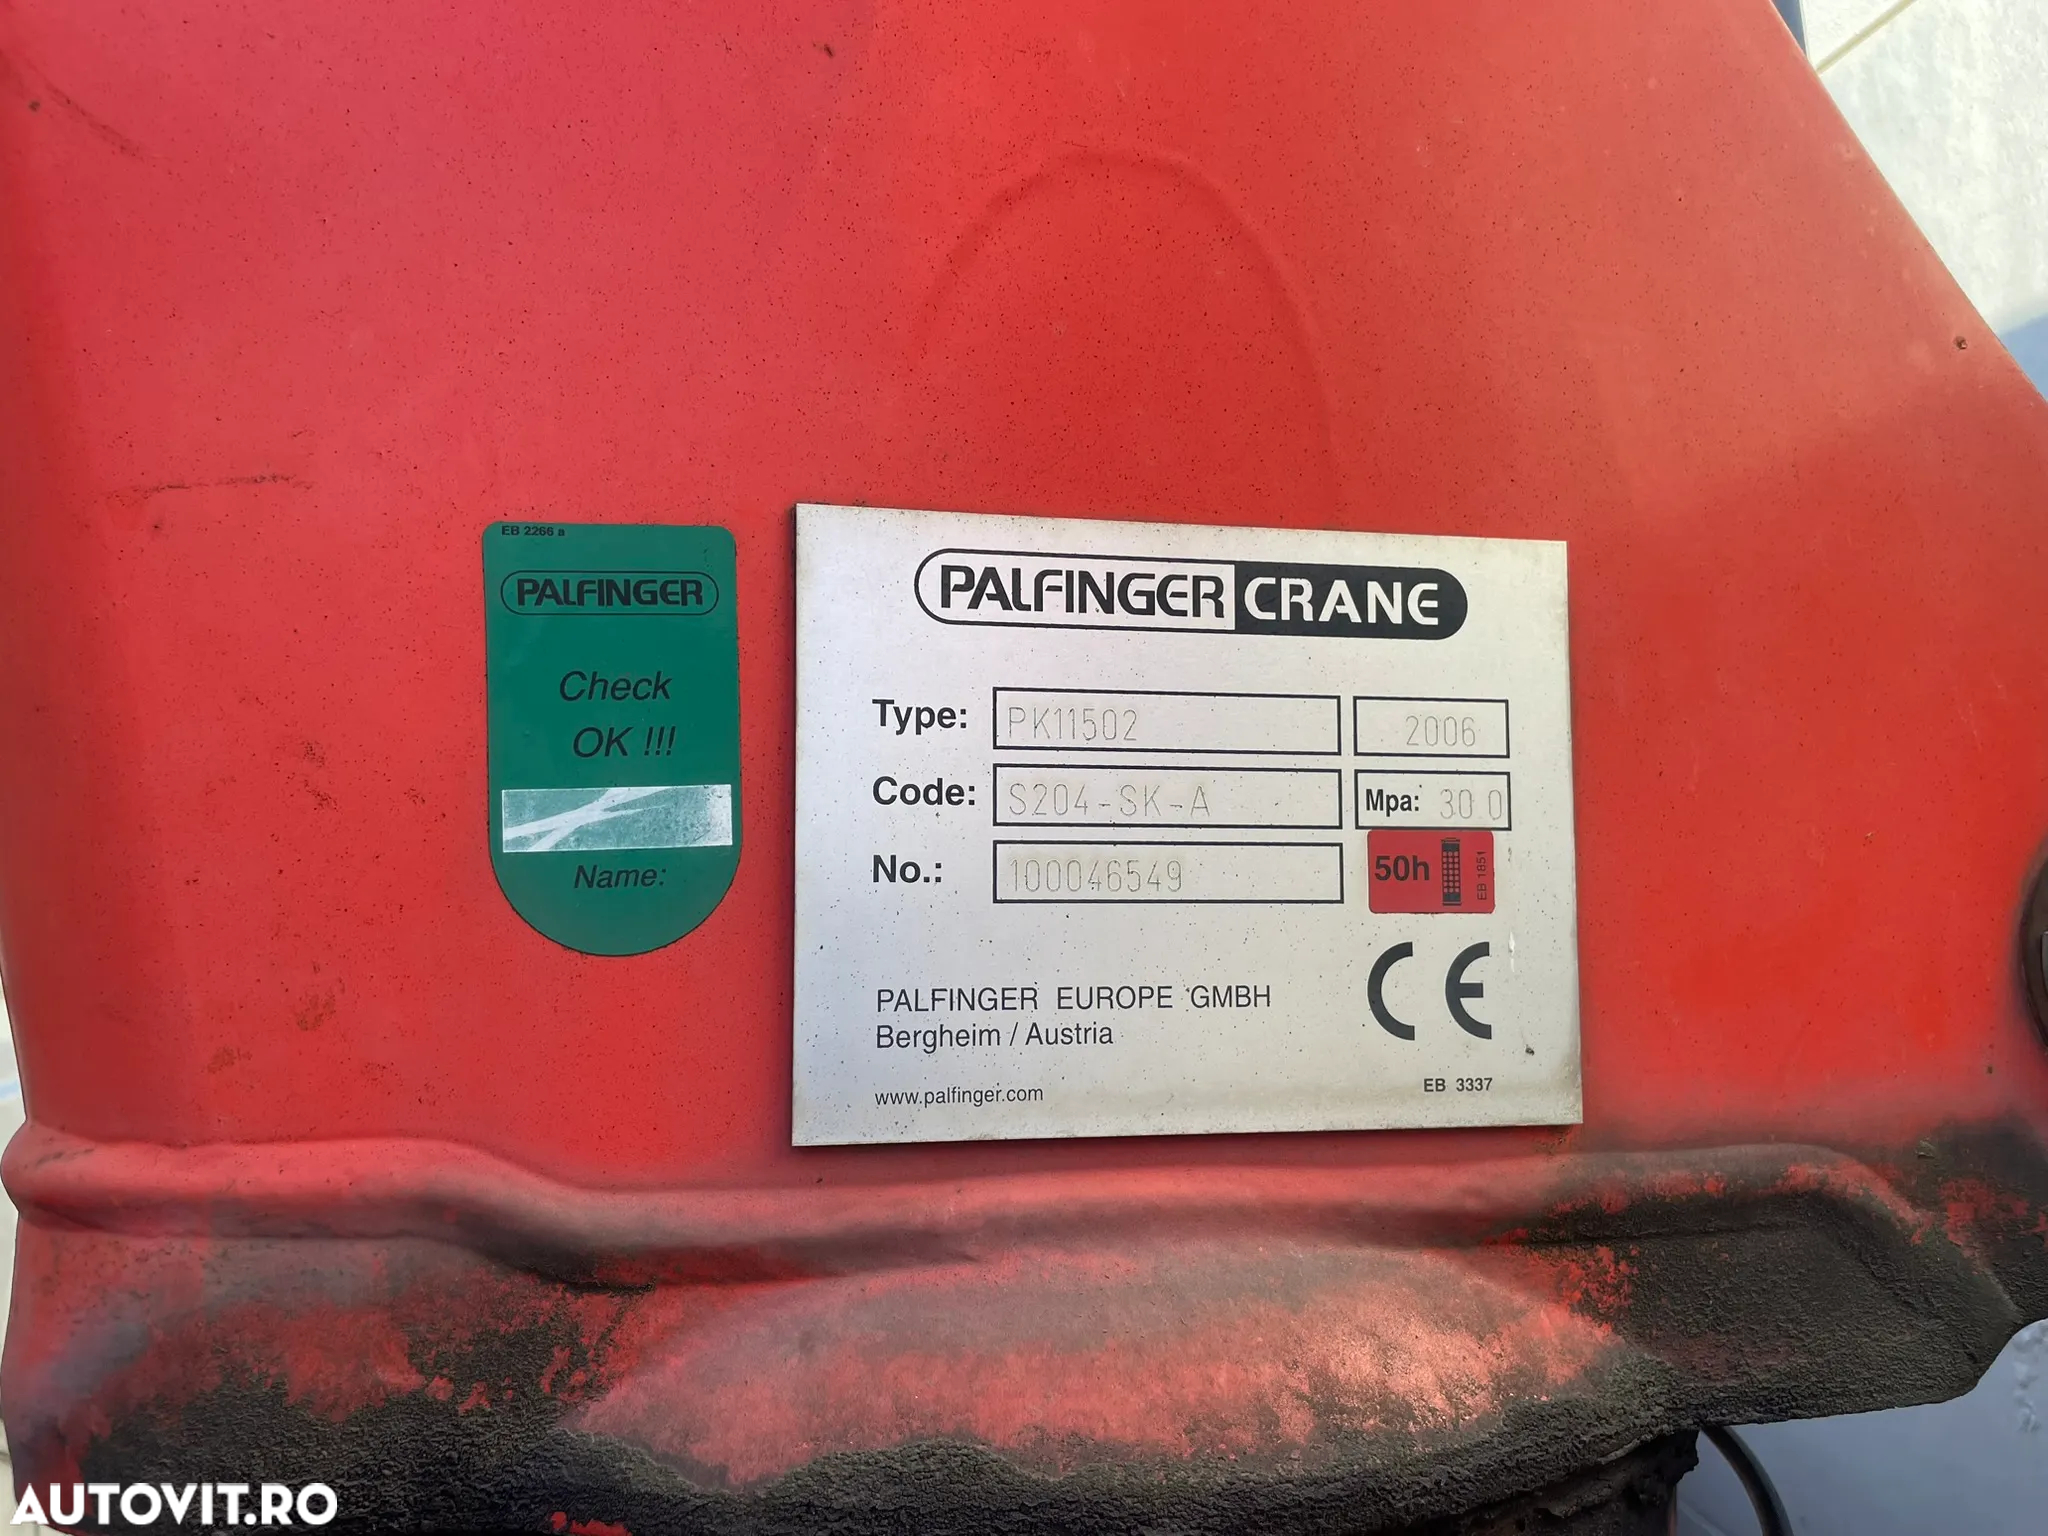 EB 2266 a
PALFINGER
Check
OK !!!
Name:
PALFINGER CRANE
Type: PK11502 2006
Code: S204-SK-A Mpa: 30 0
No.: 100046549 50h EB 1851
CE
PALFINGER EUROPE GMBH
Bergheim / Austria
www.palfinger.com
EB 3337
AUTOVIT.RO